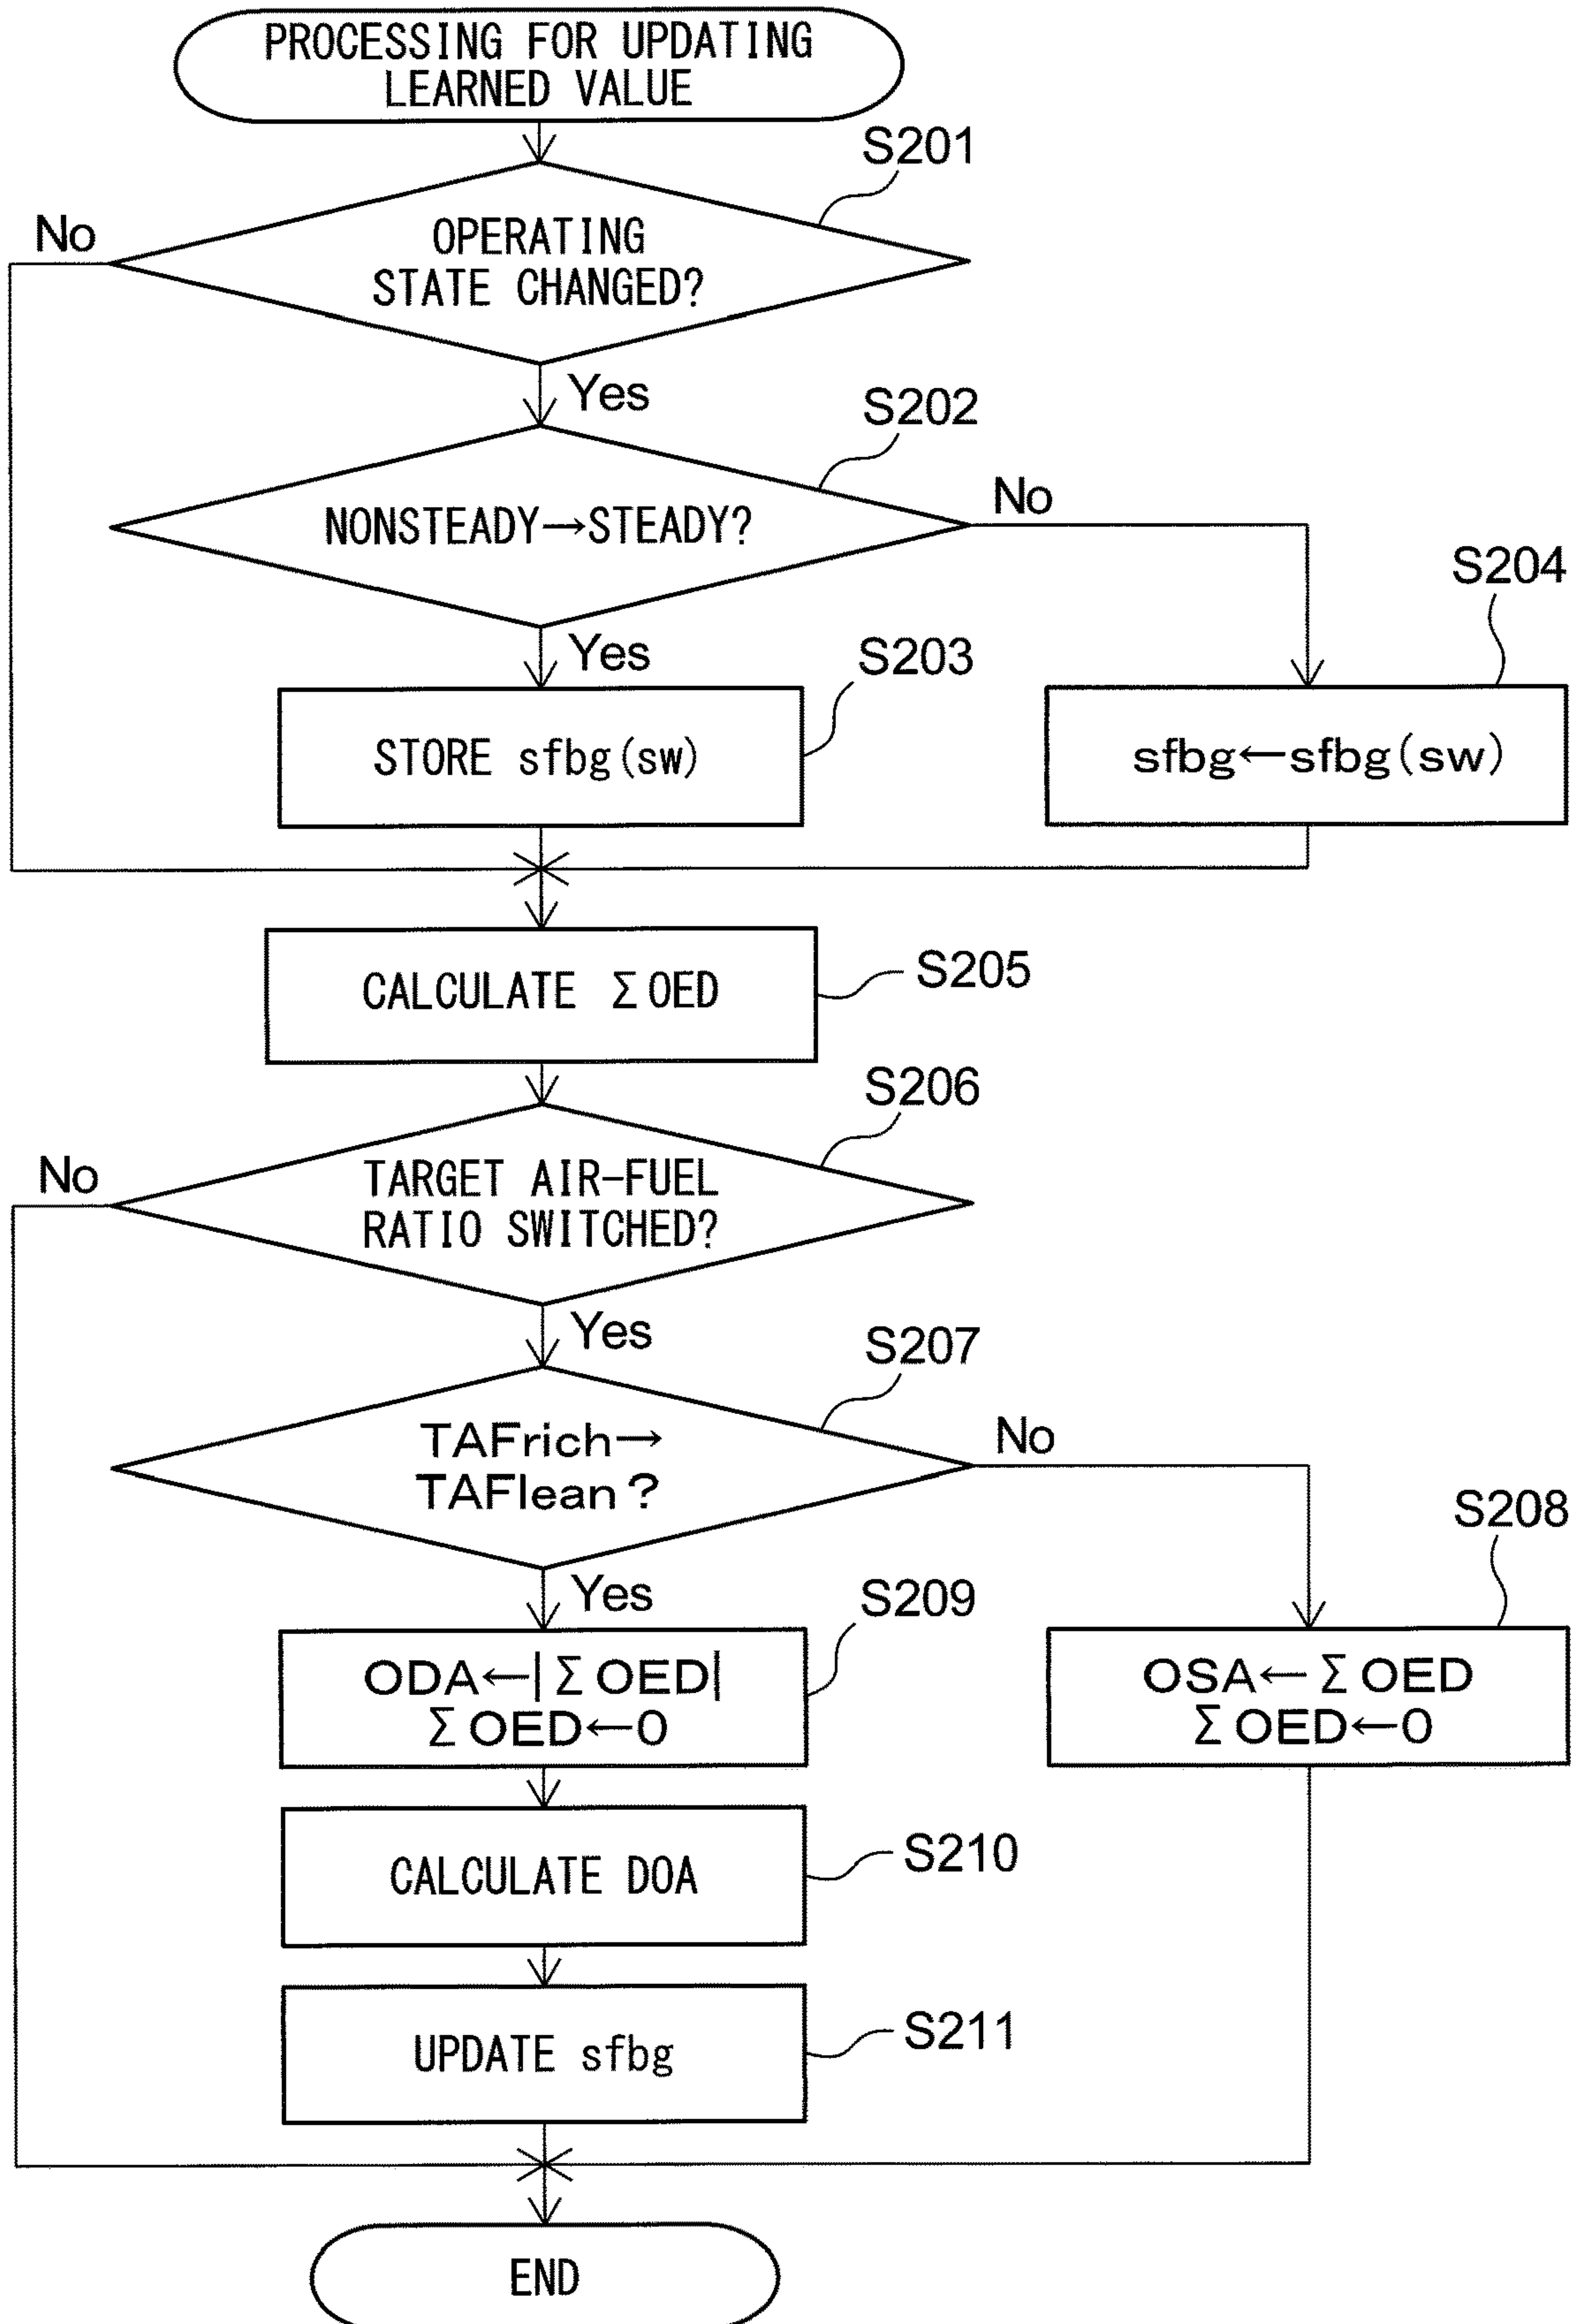 PROCESSING FOR UPDATING
LEARNED VALUE
S201
No
OPERATING
STATE CHANGED?
Yes
S202
No
NONSTEADY→STEADY?
S204
Yes
S203
STORE sfbg(sw)
sfbg←sfbg(sw)
CALCULATE ΣOED
S205
S206
No
TARGET AIR-FUEL
RATIO SWITCHED?
Yes
S207
No
TAFrich→
TAFlean?
S208
Yes
S209
ODA←|ΣOED|
ΣOED←0
OSA←ΣOED
ΣOED←0
CALCULATE DOA
S210
UPDATE sfbg
S211
END